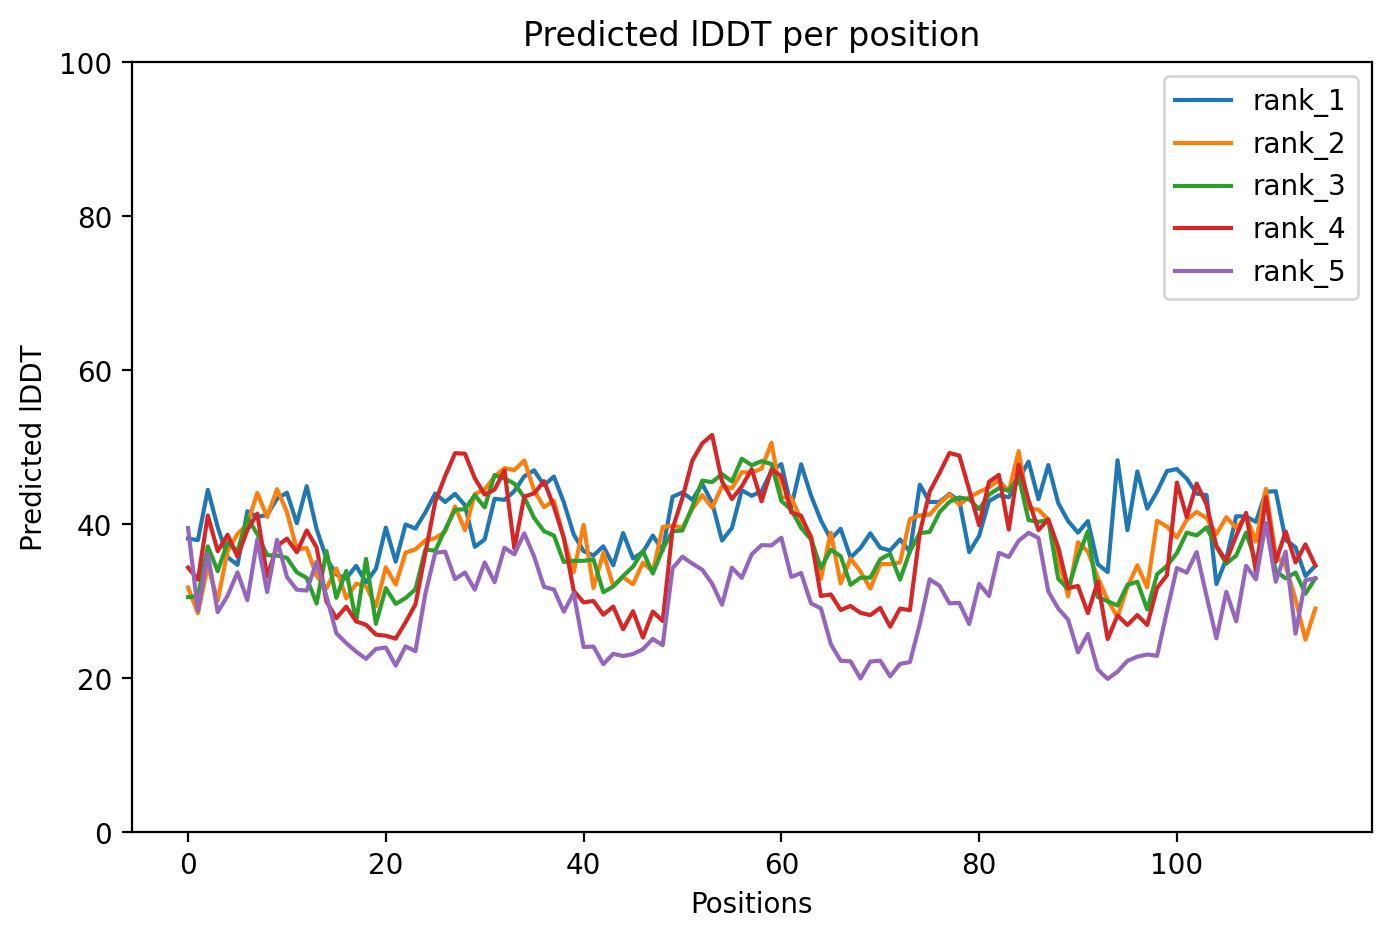 Predicted lDDT per position
100
80
60
40
20
0
Predicted lDDT
rank_1
rank_2
rank_3
rank_4
rank_5
0 20 40 60 80 100
Positions